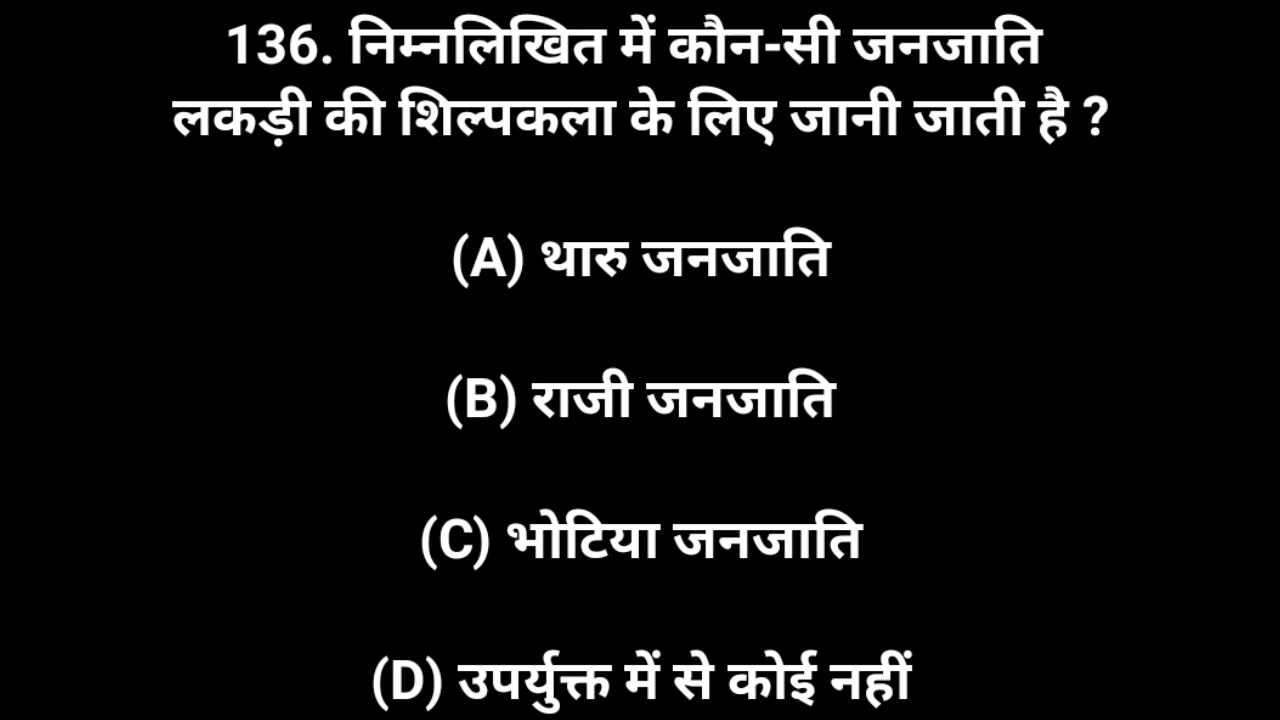 136. निम्नलिखित में कौन-सी जनजाति
लकड़ी की शिल्पकला के लिए जानी जाती है ?
(A) थारु जनजाति
(B) राजी जनजाति
(C) भोटिया जनजाति
(D) उपर्युक्त में से कोई नहीं